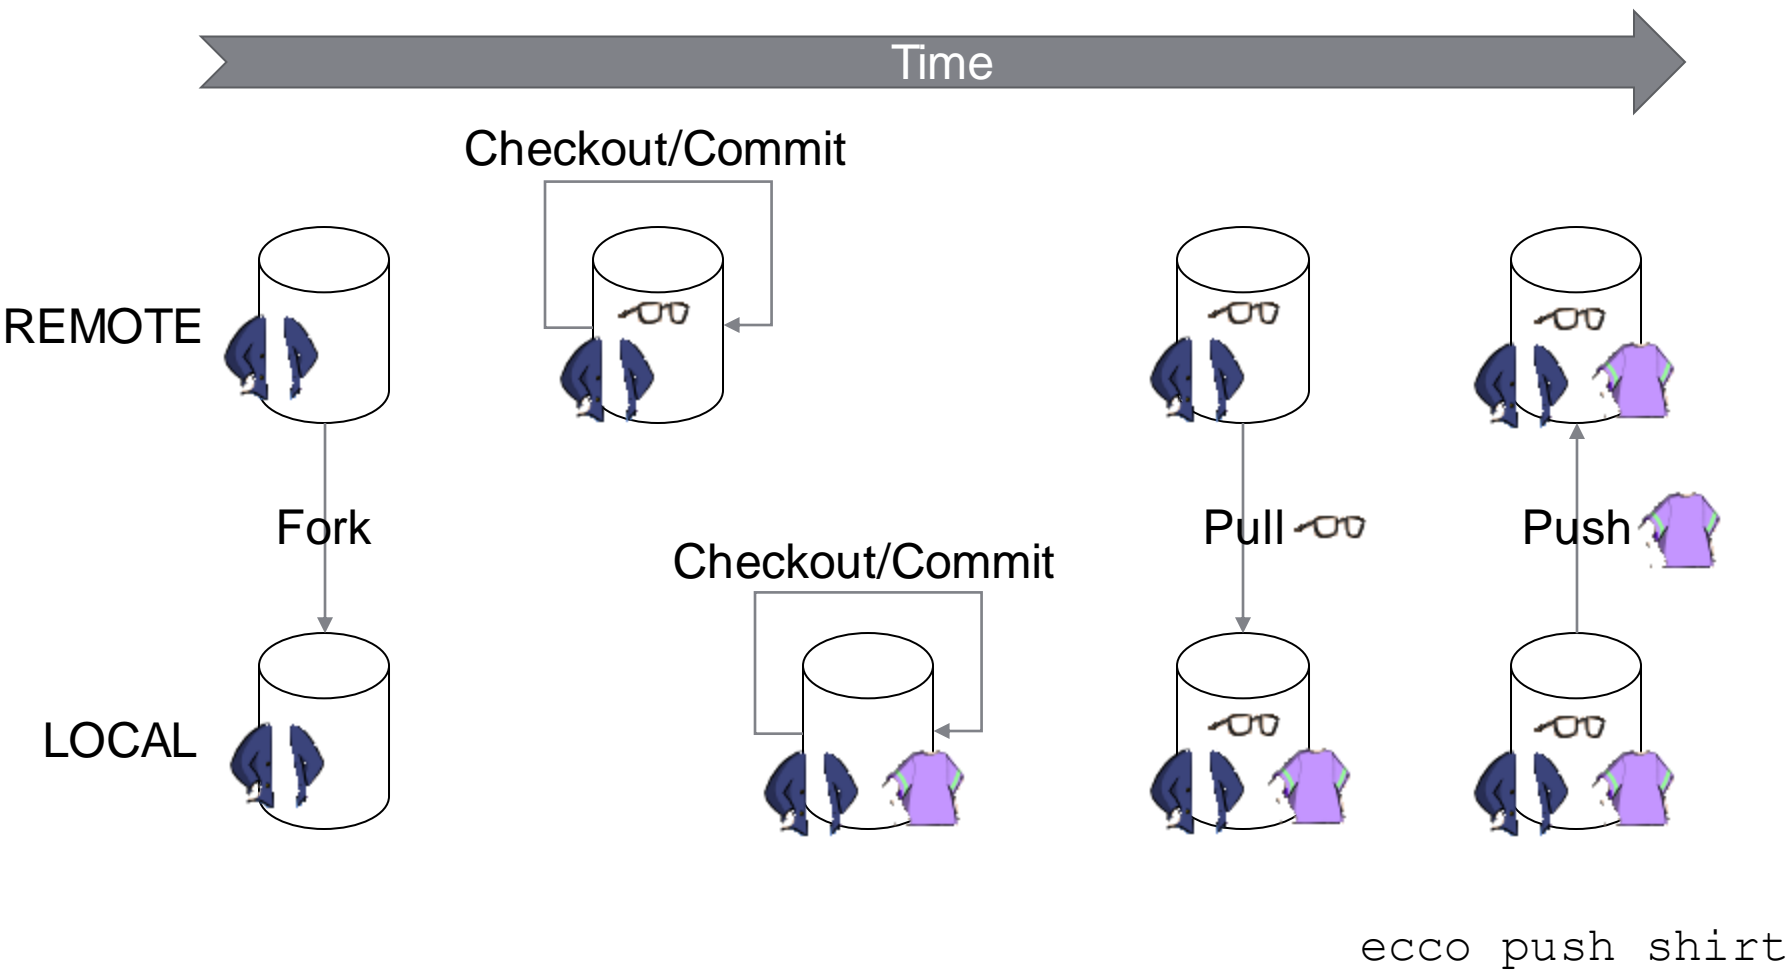 Time
Checkout/Commit
REMOTE
Fork
Pull
Push
Checkout/Commit
LOCAL
ecco push shirt